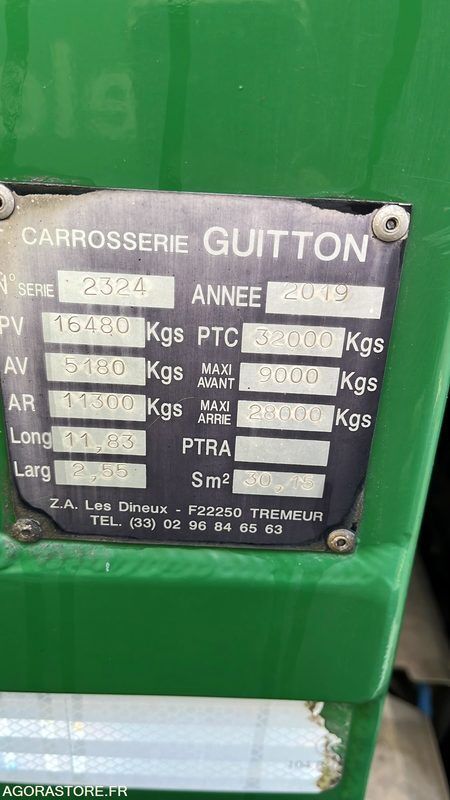 CARROSSERIE GUITTON
N° SERIE 2324 ANNEE 2019
PV 16480 Kgs PTC 32000 Kgs
AV 5180 Kgs MAXI AVANT 9000 Kgs
AR 11300 Kgs MAXI ARRIE 28000 Kgs
Long 11,83 PTRA
Larg 2,55 Sm² 30,15
Z.A. Les Dineux - F22250 TREMEUR
TEL. (33) 02 96 84 65 63
104
AGORASTORE.FR